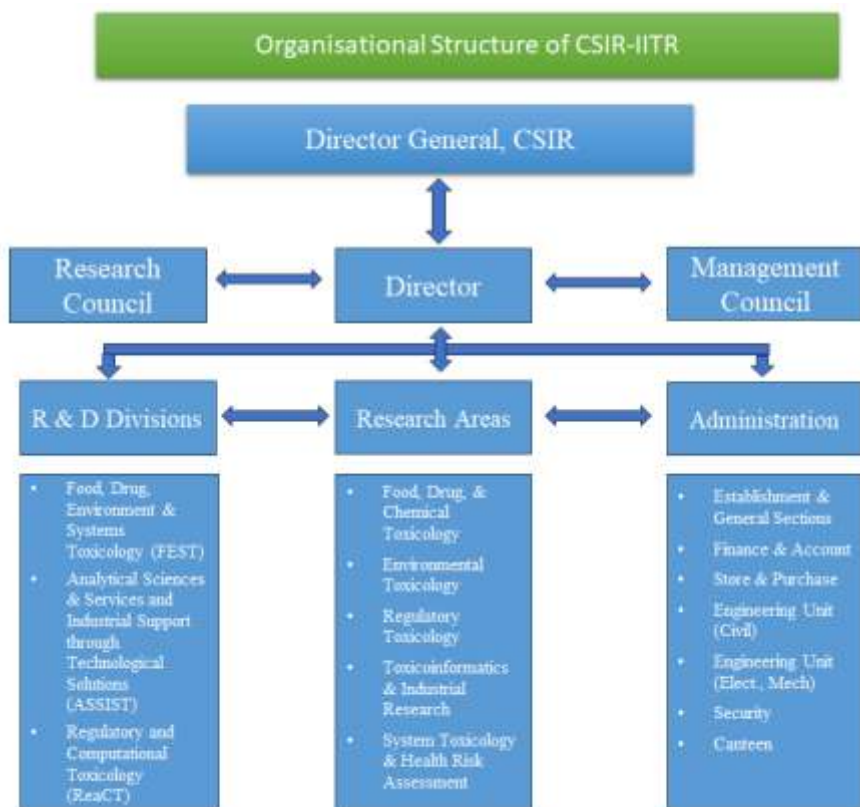 Organisational Structure of CSIR-IITR
Director General, CSIR
Research
Council
Director
Management
Council
R & D Divisions
Research Areas
Administration
• Food, Drug,
Environment &
Systems
Toxicology (FEST)
• Analytical Sciences
& Services and
Industrial Support
through
Technological
Solutions
(ASSIST)
• Regulatory and
Computational
Toxicology
(ReaCT)
• Food, Drug, &
Chemical
Toxicology
• Environmental
Toxicology
• Regulatory
Toxicology
• Toxicoinformatics
& Industrial
Research
• System Toxicology
& Health Risk
Assessment
• Establishment &
General Sections
• Finance & Account
• Store & Purchase
• Engineering Unit
(Civil)
• Engineering Unit
(Elect., Mech)
• Security
• Canteen